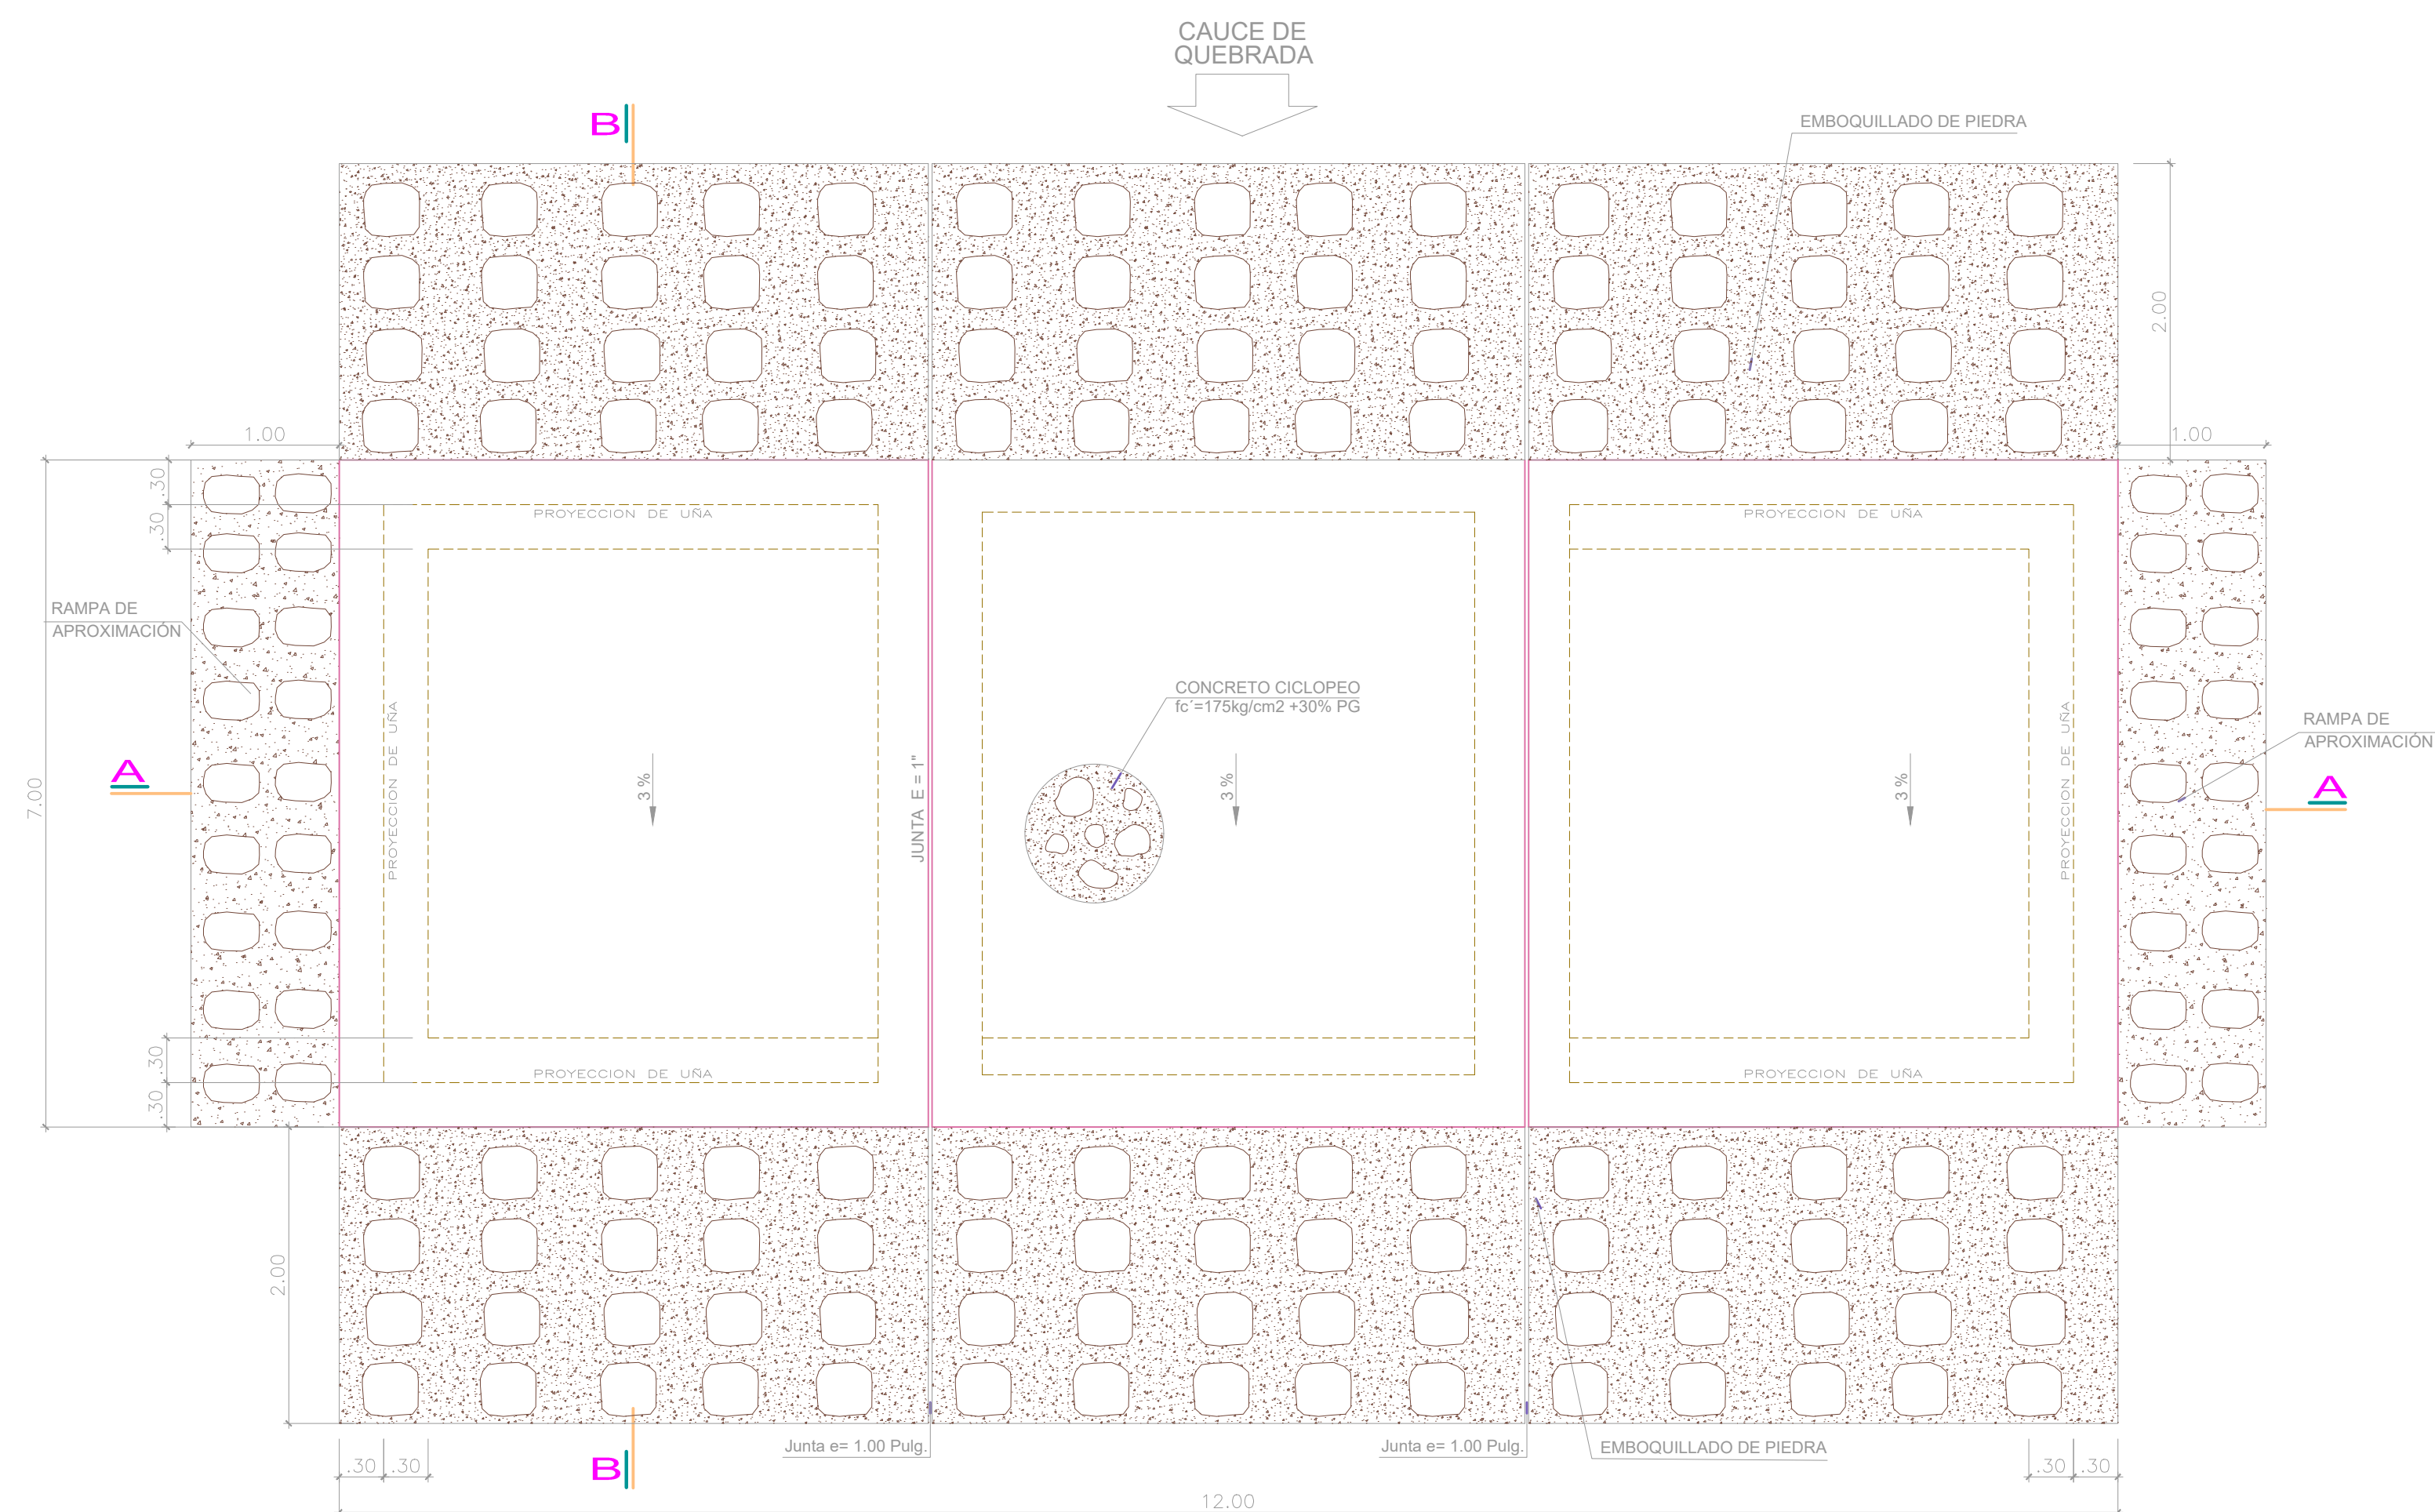 CAUCE DE
QUEBRADA
B
EMBOQUILLADO DE PIEDRA
2.00
1.00
1.00
.30
.30
PROYECCION DE UÑA
PROYECCION DE UÑA
RAMPA DE
APROXIMACIÓN
CONCRETO CICLOPEO
fc´=175kg/cm2 +30% PG
PROYECCION DE UÑA
PROYECCION DE UÑA
RAMPA DE
APROXIMACIÓN
A
A
7.00
3 %
JUNTA E = 1"
3 %
3 %
.30
.30
PROYECCION DE UÑA
PROYECCION DE UÑA
2.00
Junta e= 1.00 Pulg.
Junta e= 1.00 Pulg.
EMBOQUILLADO DE PIEDRA
B
.30
.30
.30
.30
12.00